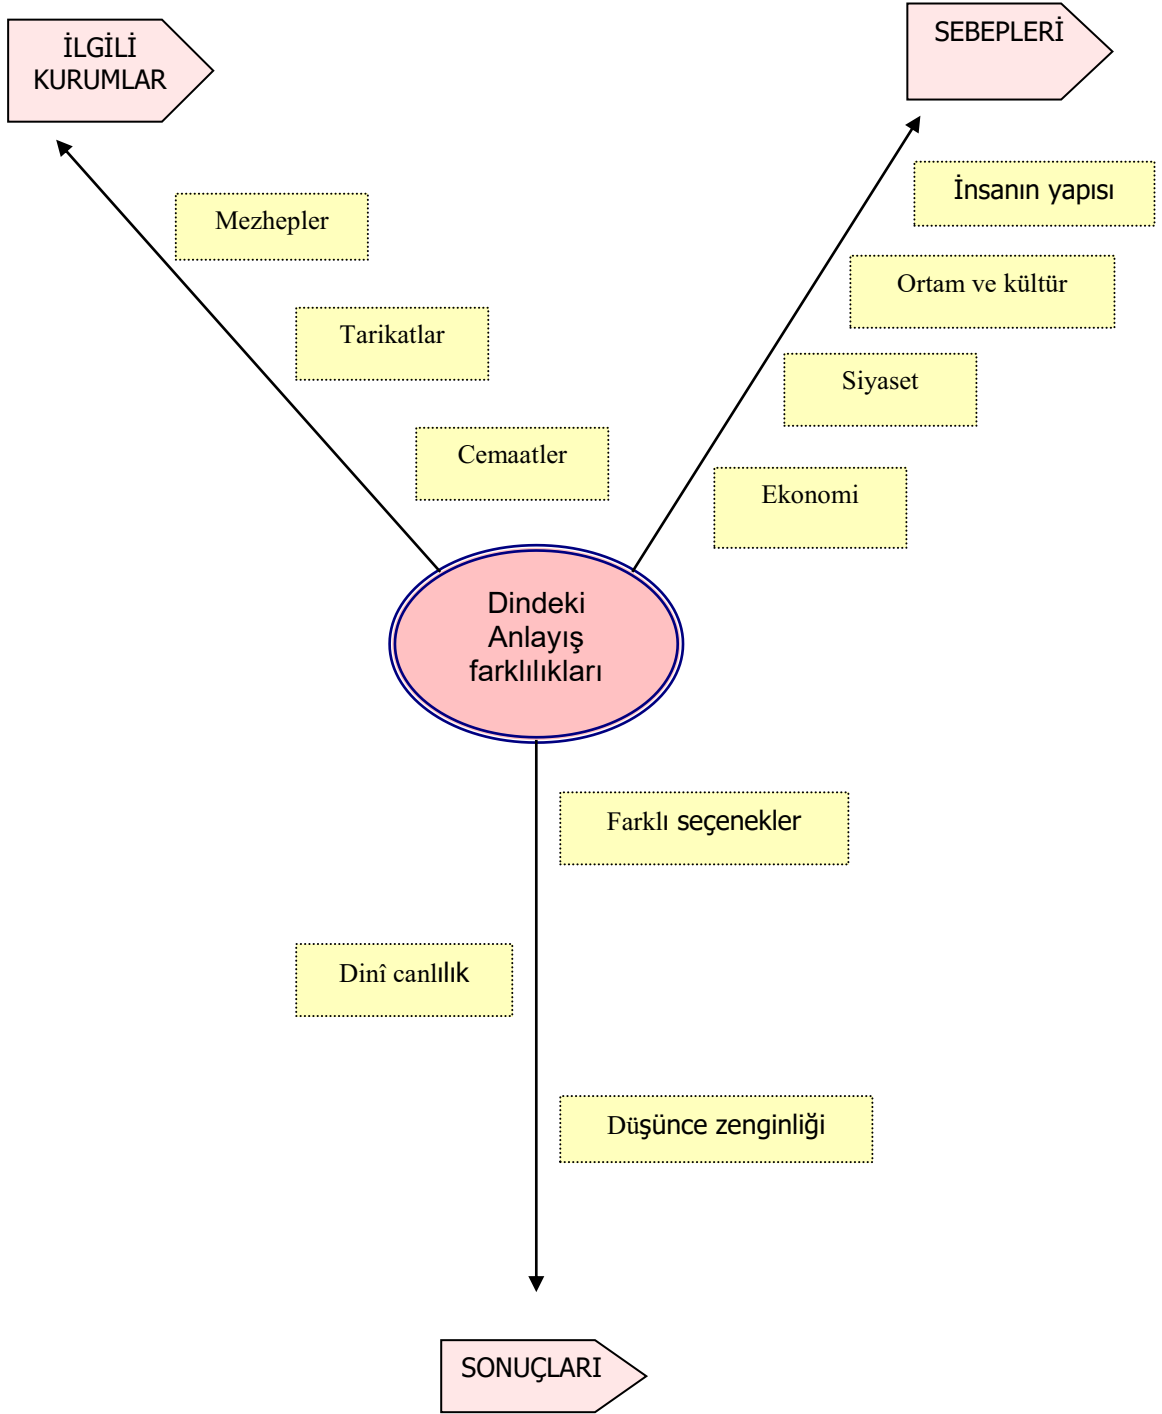 İLGİLİ
KURUMLAR
SEBEPLERİ
İnsanın yapısı
Mezhepler
Ortam ve kültür
Tarikatlar
Siyaset
Cemaatler
Ekonomi
Dindeki
Anlayış
farklılıkları
Farklı seçenekler
Dinî canlılık
Düşünce zenginliği
SONUÇLARI